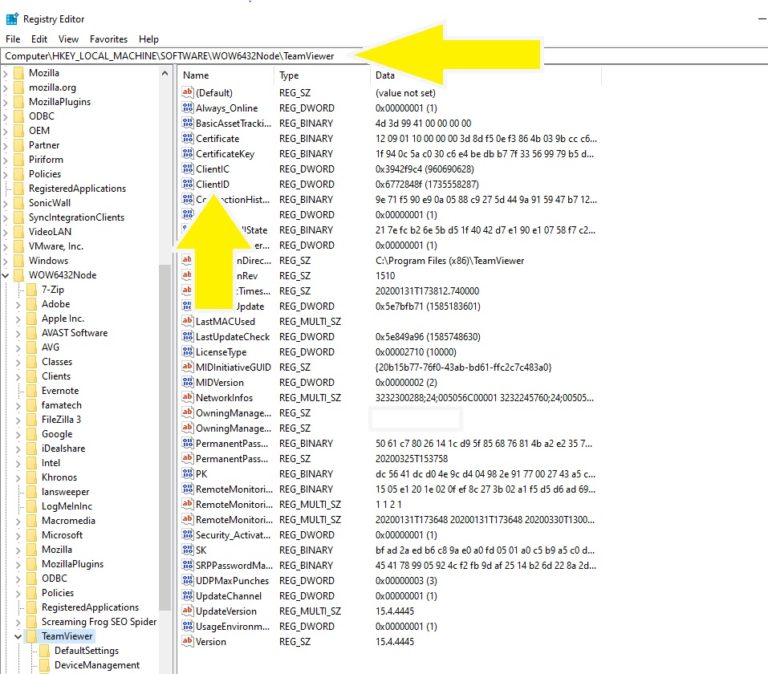 Registry Editor
File Edit View Favorites Help
Computer\HKEY_LOCAL_MACHINE\SOFTWARE\WOW6432Node\TeamViewer
Mozilla
mozilla.org
MozillaPlugins
ODBC
OEM
Partner
Piriform
Policies
RegisteredApplications
SonicWall
SyncIntegrationClients
VideoLAN
VMware, Inc.
Windows
WOW6432Node
7-Zip
Adobe
Apple Inc.
AVAST Software
AVG
Classes
Clients
Evernote
famatech
FileZilla 3
Google
iDealshare
Intel
Khronos
lansweeper
LogMeInInc
Macromedia
Microsoft
Mozilla
MozillaPlugins
ODBC
Policies
RegisteredApplications
Screaming Frog SEO Spider
TeamViewer
DefaultSettings
DeviceManagement
Name Type Data
(Default) REG_SZ (value not set)
Always_Online REG_DWORD 0x00000001 (1)
BasicAssetTracki... REG_BINARY 4d 3d 99 41 00 00 00 00
Certificate REG_BINARY 12 09 01 10 00 00 00 3d 8d f5 0e f3 86 4b 03 9b cc c6...
CertificateKey REG_BINARY 1f 94 0c 5a c0 30 c6 e4 be db b7 7f 33 56 99 79 b5 d...
ClientIC REG_DWORD 0x3942f9c4 (960690628)
ClientID REG_DWORD 0x6772848f (1735558287)
ConnectionHist... REG_BINARY 9e 71 f5 90 e9 0a 05 88 c9 27 5d 44 9a 91 59 47 b7 12...
REG_DWORD 0x00000001 (1)
llState REG_BINARY 21 7e fc b2 6e 5b d5 1f 40 42 d7 e1 90 e1 07 58 f7 c2...
er... REG_DWORD 0x00000001 (1)
nDirec... REG_SZ C:\Program Files (x86)\TeamViewer
nRev REG_SZ 1510
Times... REG_SZ 20200131T173812.740000
Update REG_DWORD 0x5e7bfb71 (1585183601)
LastMACUsed REG_MULTI_SZ
LastUpdateCheck REG_DWORD 0x5e849a96 (1585748630)
LicenseType REG_DWORD 0x00002710 (10000)
MIDInitiativeGUID REG_SZ {20b15b77-76f0-43ab-bd61-ffc2c7c483a0}
MIDVersion REG_DWORD 0x00000002 (2)
NetworkInfos REG_MULTI_SZ 3232300288;24;005056C00001 3232245760;24;00505...
OwningManage... REG_SZ
OwningManage... REG_SZ
PermanentPass... REG_BINARY 50 61 c7 80 26 14 1c d9 5f 85 68 76 81 4b a2 e2 35 7...
PermanentPass... REG_SZ 20200325T153758
PK REG_BINARY dc 56 41 dc d0 4e 9c d4 04 98 2e 91 77 00 27 43 a5 c...
RemoteMonitori... REG_BINARY 15 05 e1 20 1e 02 0f ef 8c 27 3b 02 a1 f5 d5 d6 ad 69...
RemoteMonitori... REG_MULTI_SZ 1 1 2 1
RemoteMonitori... REG_MULTI_SZ 20200131T173648 20200131T173648 20200330T1300...
Security_Activat... REG_DWORD 0x00000001 (1)
SK REG_BINARY bf ad 2a ed b6 c8 9a e0 a0 fd 05 01 a0 c5 b9 a5 c0 d...
SRPPasswordMa... REG_BINARY 45 41 78 99 05 92 4c f2 fb 9d af 25 14 b2 6d 22 8a 2d...
UDPMaxPunches REG_DWORD 0x00000003 (3)
UpdateChannel REG_DWORD 0x00000001 (1)
UpdateVersion REG_MULTI_SZ 15.4.4445
UsageEnvironm... REG_DWORD 0x00000001 (1)
Version REG_SZ 15.4.4445